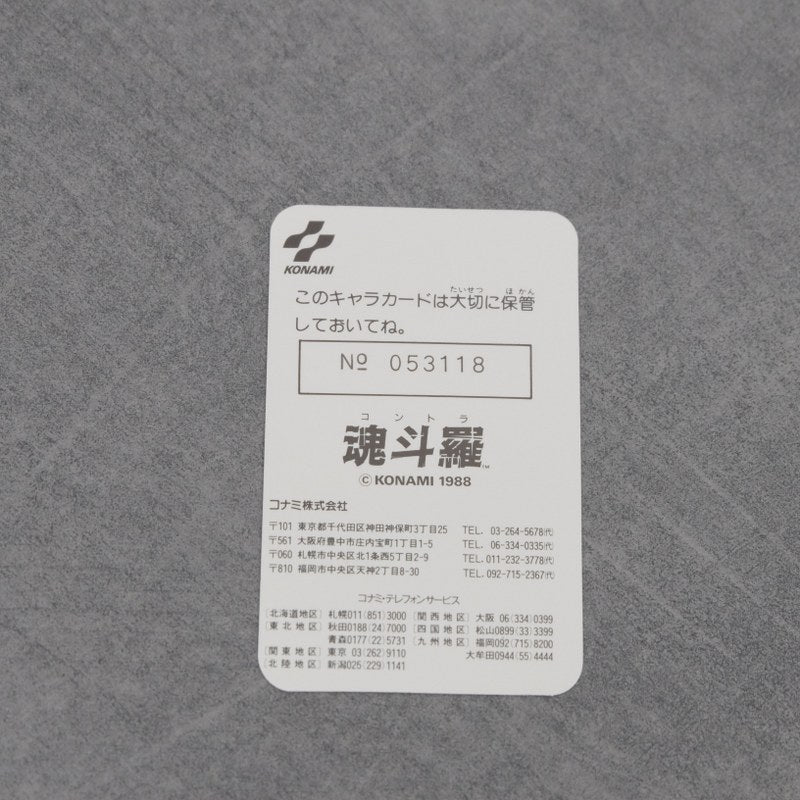 KONAMI
このキャラカードは大切に保管
たいせつ ほかん
しておいてね。
№ 053118
コントラ
魂斗羅™
©KONAMI 1988
コナミ株式会社
〒101 東京都千代田区神田神保町3丁目25 TEL. 03-264-5678(代)
〒561 大阪府豊中市庄内宝町1丁目1-5 TEL. 06-334-0335(代)
〒060 札幌市中央区北1条西5丁目2-9 TEL.011-232-3778(代)
〒810 福岡市中央区天神2丁目8-30 TEL.092-715-2367(代)
コナミ・テレフォンサービス
[北海道地区] 札幌011(851)3000 [関西地区] 大阪 06(334)0399
[東北地区] 秋田0188(24)7000 [四国地区] 松山0899(33)3399
青森0177(22)5731 [九州地区] 福岡092(715)8200
[関東地区] 東京 03(262)9110 大牟田0944(55)4444
[北陸地区] 新潟025(229)1141